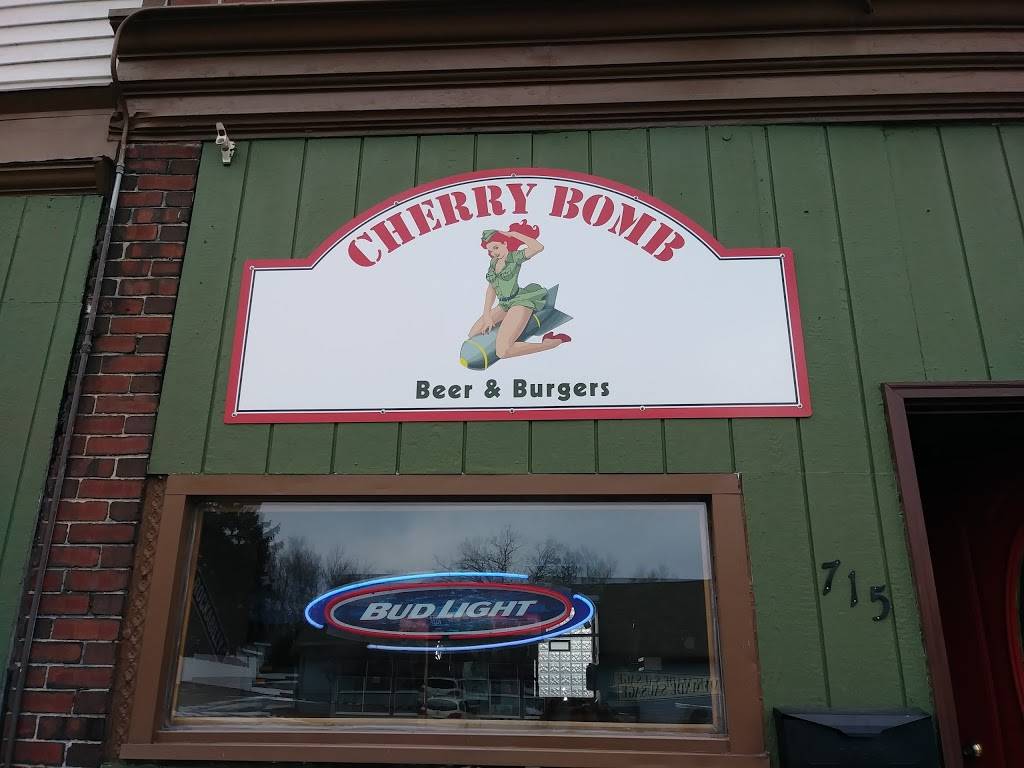 CHERRY BOMB
Beer & Burgers
BUD LIGHT
715